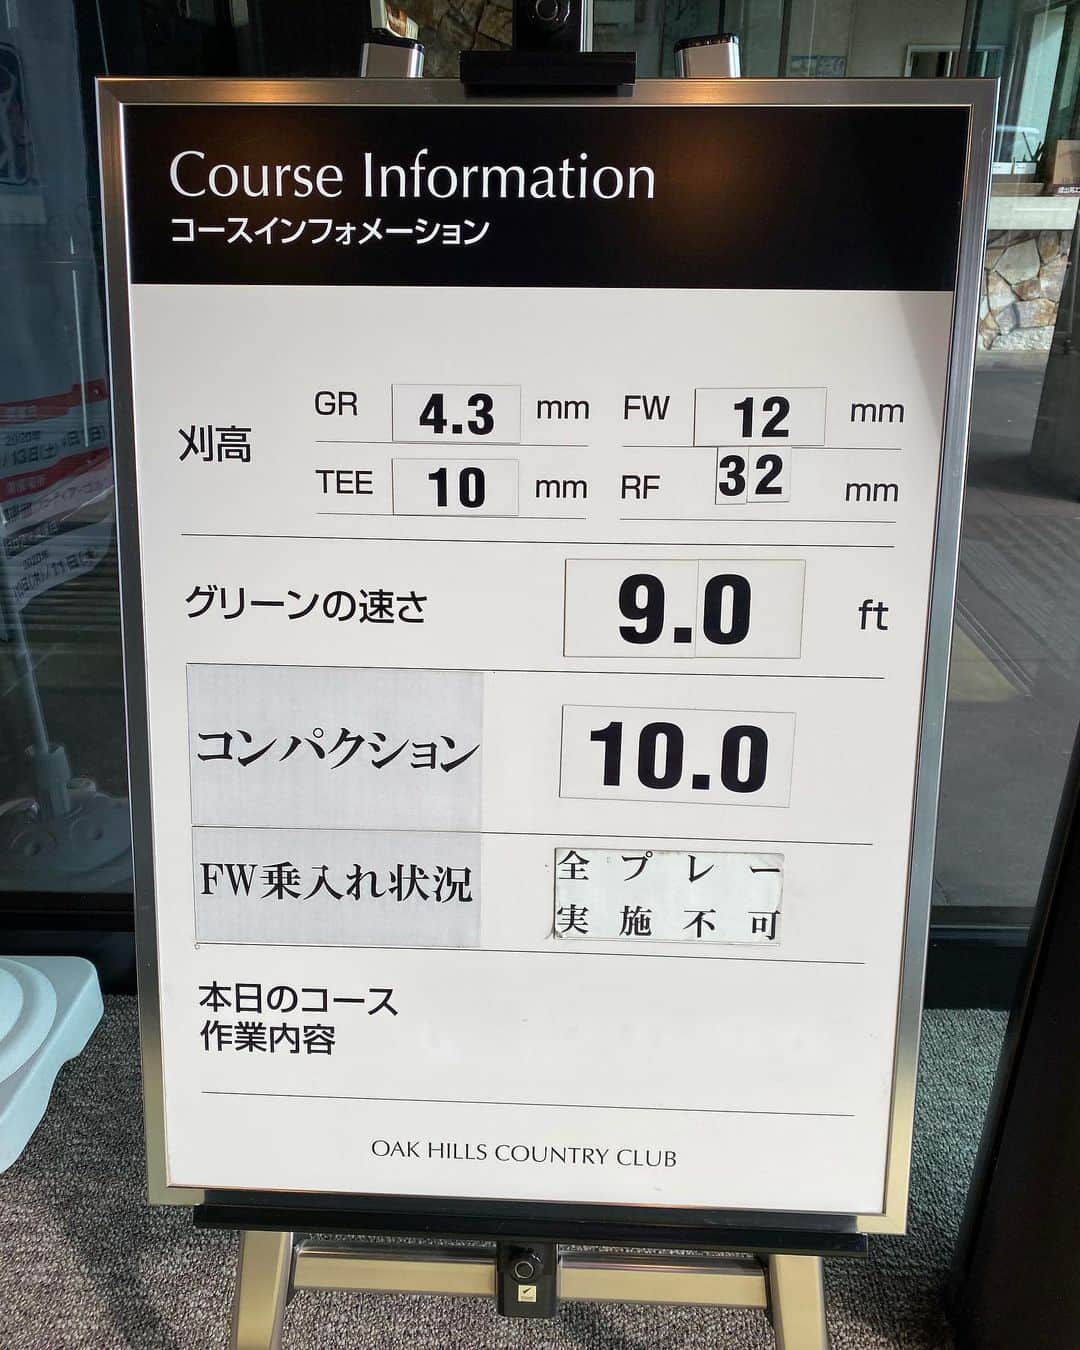 Course Information
コースインフォメーション
刈高
GR 4.3 mm FW 12 mm
TEE 10 mm RF 32 mm
グリーンの速さ 9.0 ft
コンパクション 10.0
FW乗入れ状況
全プレー
実施不可
本日のコース
作業内容
OAK HILLS COUNTRY CLUB